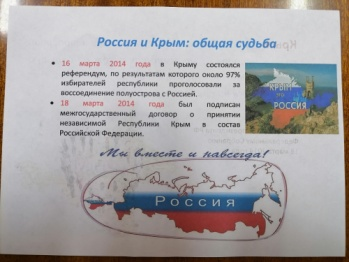 Россия и Крым: общая судьба
16 марта 2014 года в Крыму состоялся
референдум, по результатам которого около 97%
избирателей республики проголосовали за
воссоединение полуострова с Россией.
18 марта 2014 года был подписан
межгосударственный договор о принятии
независимой Республики Крым в состав
Российской Федерации.
КРЫМ
РОССИЯ
Мы вместе и навсегда!
РОССИЯ